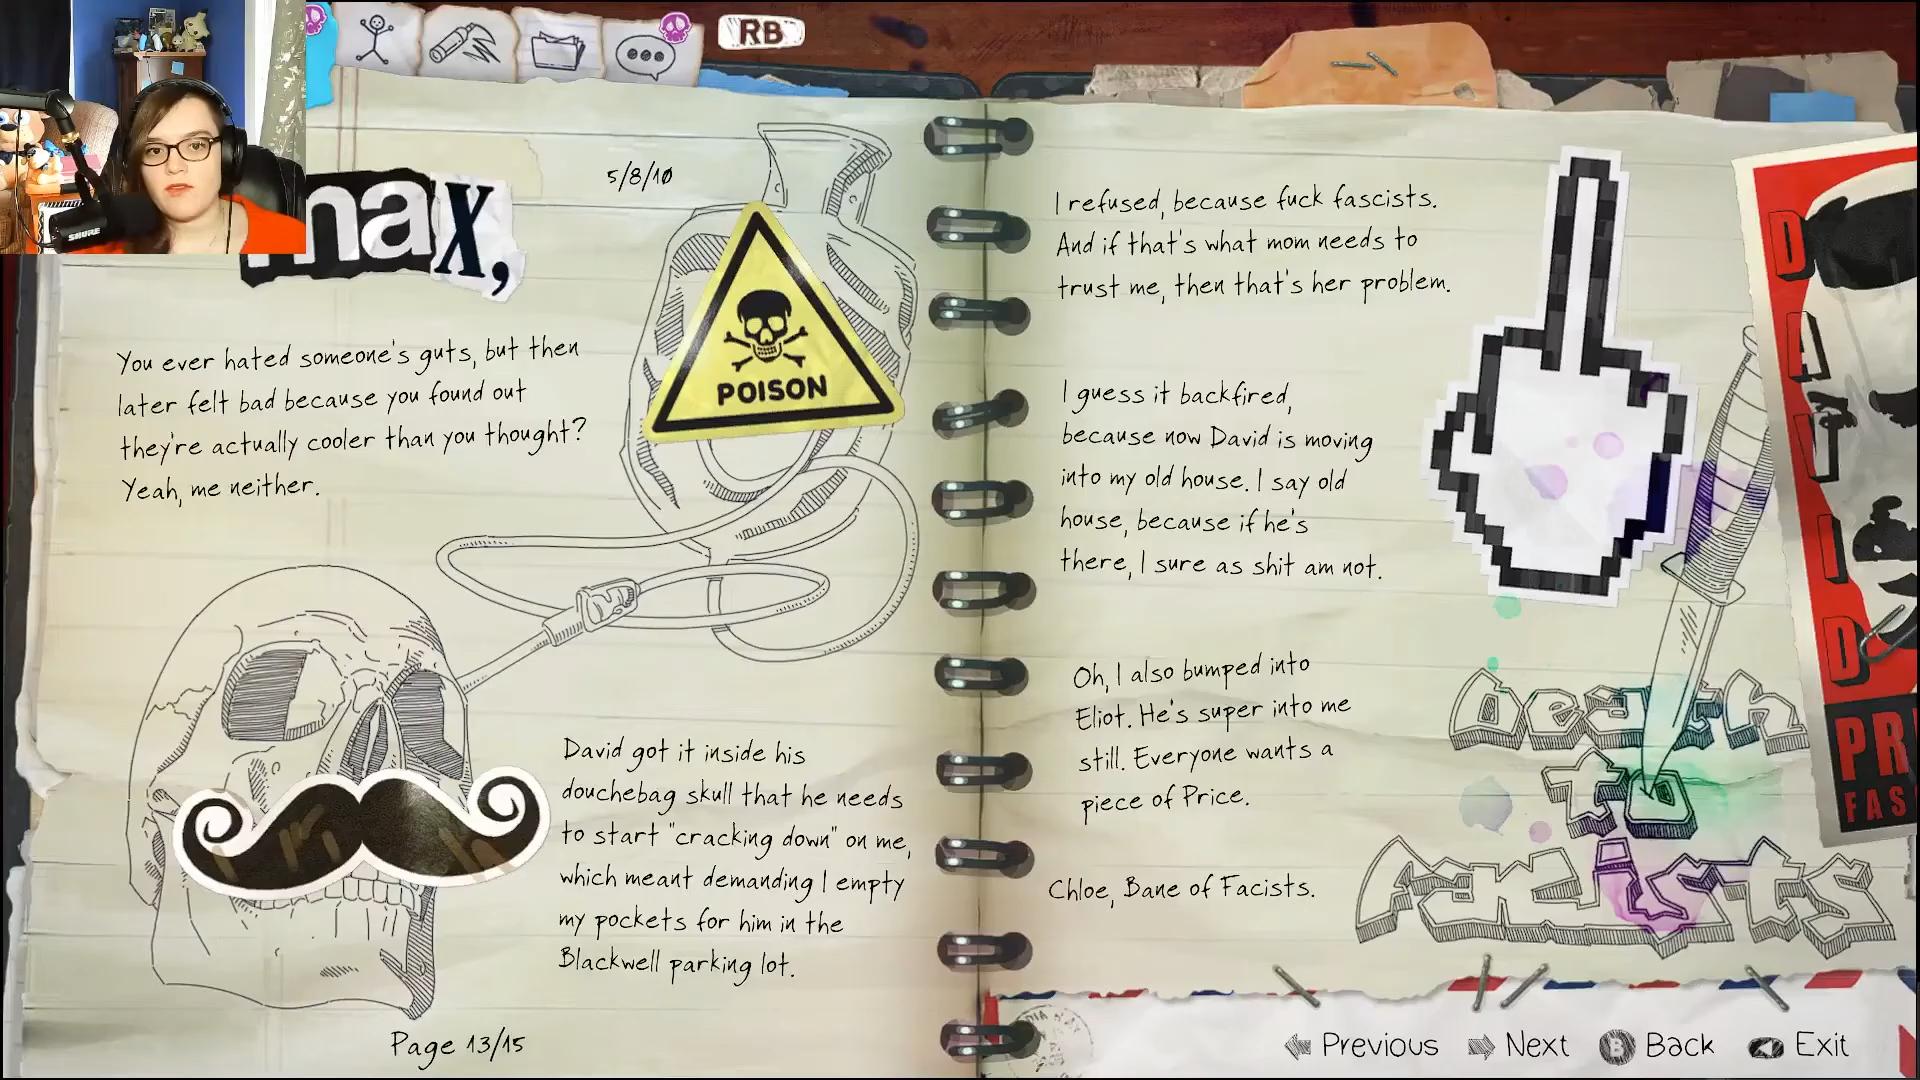 RB
SHURE
max,
5/8/10
POISON
You ever hated someone's guts, but then
later felt bad because you found out
they're actually cooler than you thought?
Yeah, me neither.
David got it inside his
douchebag skull that he needs
to start "cracking down" on me,
which meant demanding I empty
my pockets for him in the
Blackwell parking lot.
Page 13/15
I refused, because fuck fascists.
And if that's what mom needs to
trust me, then that's her problem.
I guess it backfired,
because now David is moving
into my old house. I say old
house, because if he's
there, I sure as shit am not.
Oh, I also bumped into
Eliot. He's super into me
still. Everyone wants a
piece of Price.
Chloe, Bane of Facists.
Death
to
Facists
DAVID
PR
FAS
Previous
Next
B Back
Exit